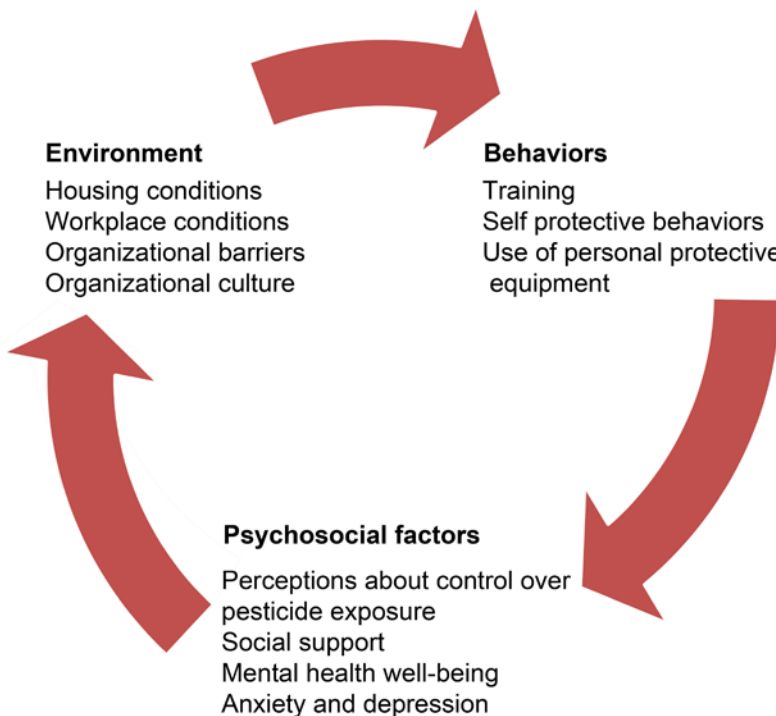 Environment
Housing conditions
Workplace conditions
Organizational barriers
Organizational culture
Behaviors
Training
Self protective behaviors
Use of personal protective
equipment
Psychosocial factors
Perceptions about control over
pesticide exposure
Social support
Mental health well-being
Anxiety and depression